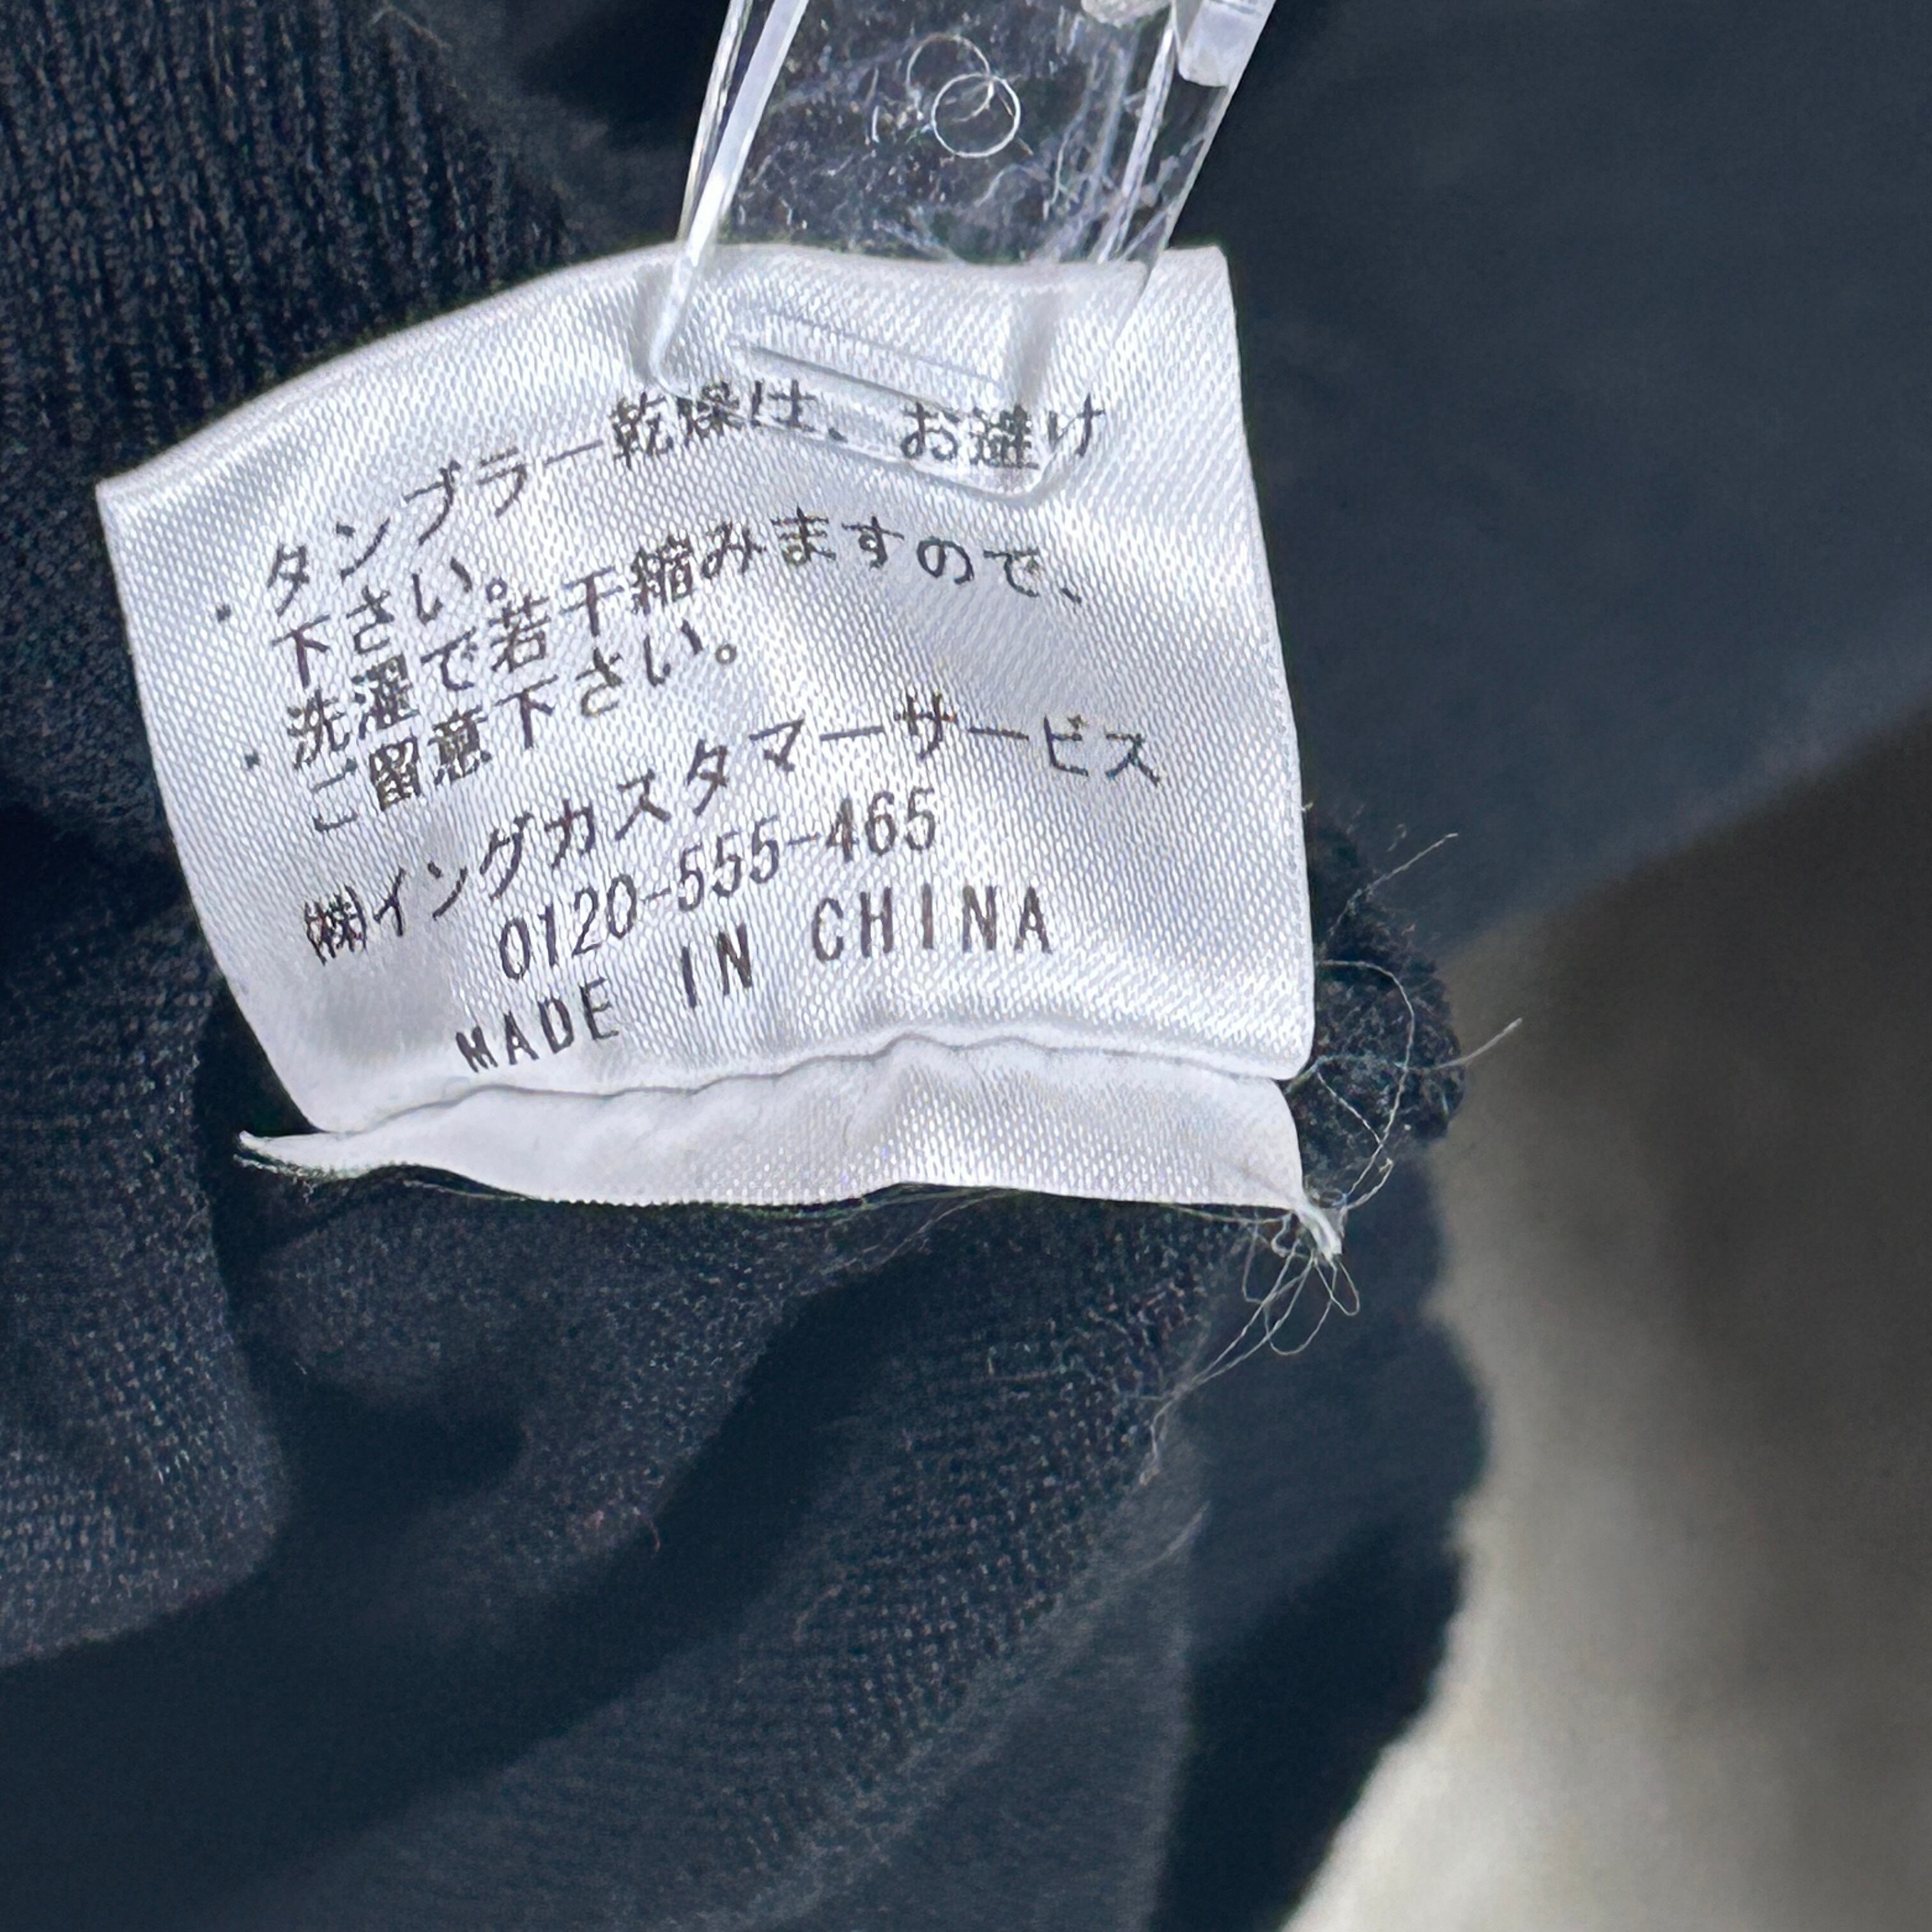 ・タンブラー乾燥は、お避け
下さい。
・洗濯で若干縮みますので、
ご留意下さい。
㈱イングカスタマーサービス
0120-555-465
MADE IN CHINA